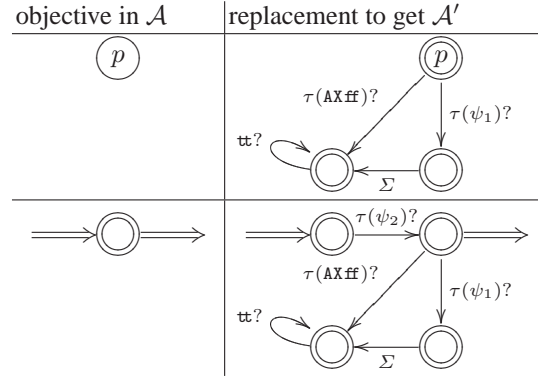 objective in 𝒜 replacement to get 𝒜′
p p
τ(AXff)?
τ(ψ₁)?
tt?
Σ
τ(ψ₂)?
τ(AXff)?
τ(ψ₁)?
tt?
Σ